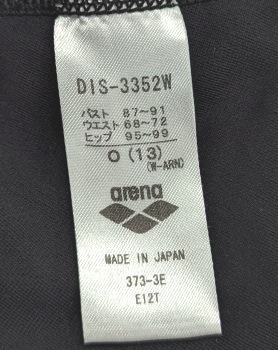 DIS-3352W
バスト 87~91
ウエスト 68~72
ヒップ 95~99
O (13)
(W-ARN)
arena
MADE IN JAPAN
373-3E
E12T